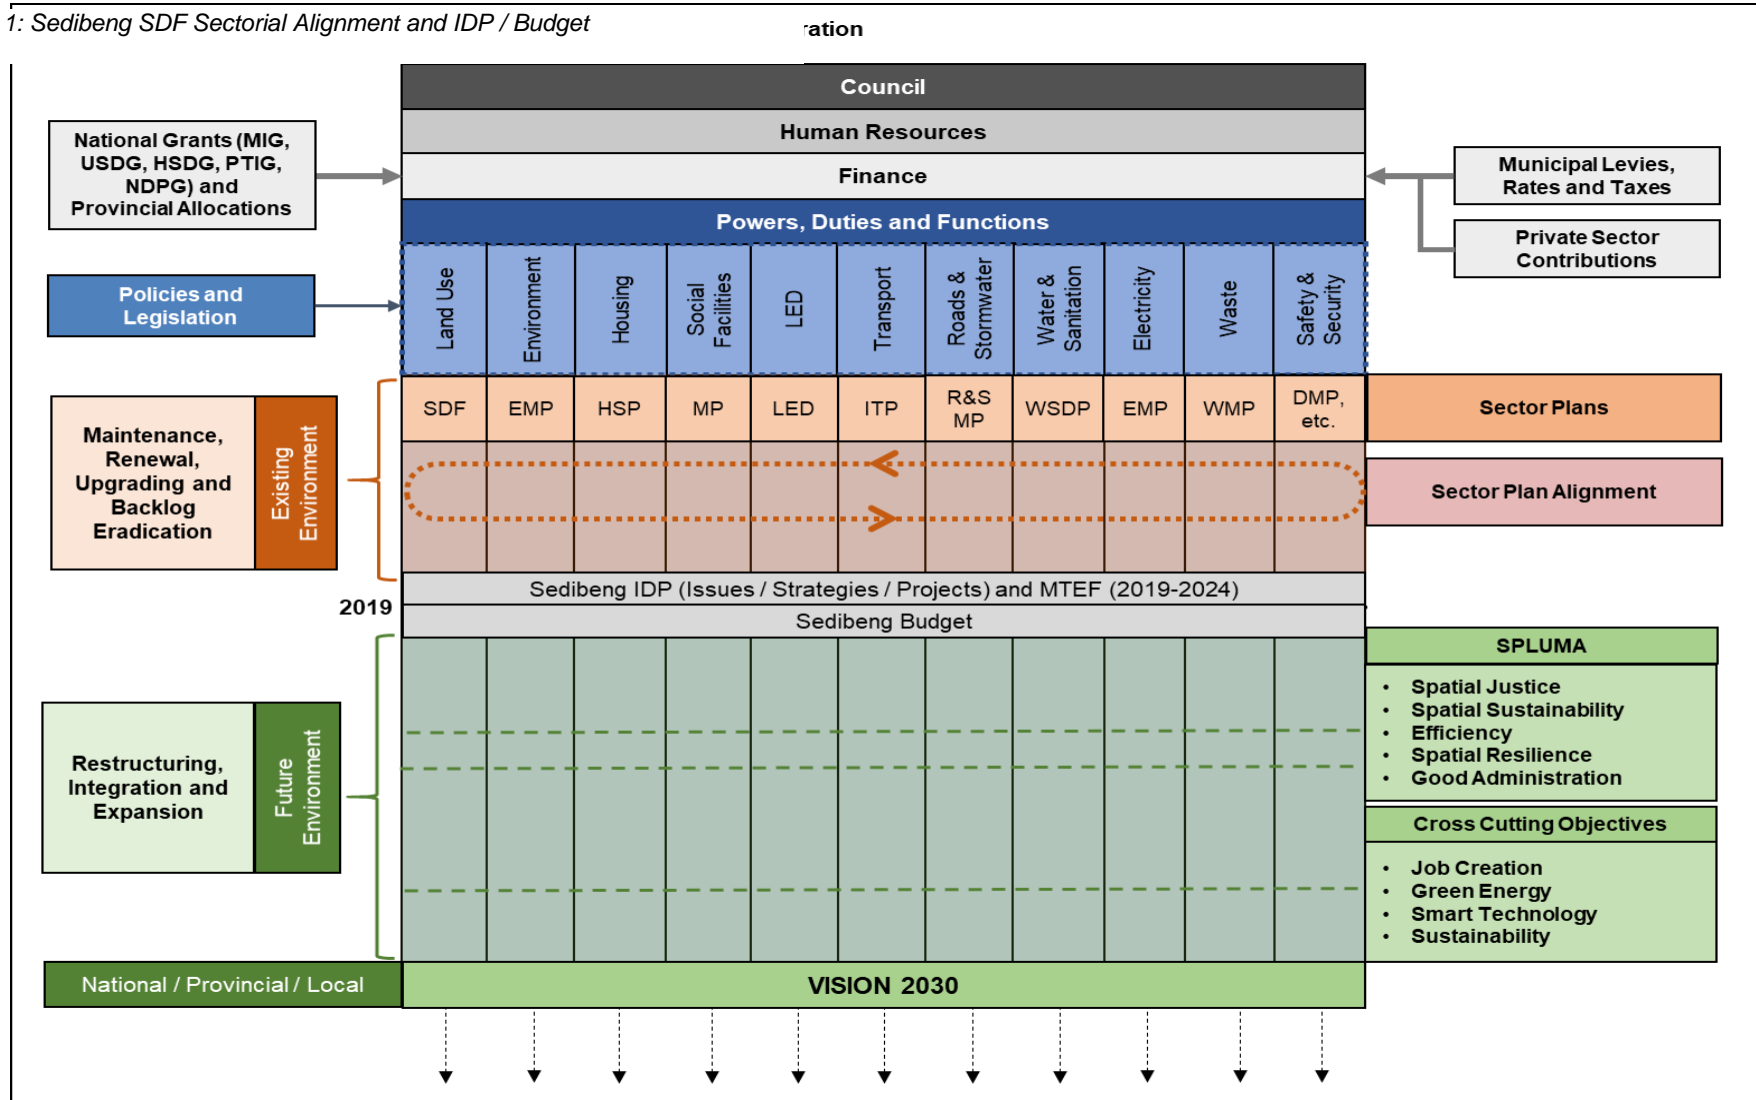 1: Sedibeng SDF Sectorial Alignment and IDP / Budget
ration
Council
Human Resources
Finance
Powers, Duties and Functions
National Grants (MIG,
USDG, HSDG, PTIG,
NDPG) and
Provincial Allocations
Municipal Levies,
Rates and Taxes
Private Sector
Contributions
Policies and
Legislation
Land Use
Environment
Housing
Social
Facilities
LED
Transport
Roads &
Stormwater
Water &
Sanitation
Electricity
Waste
Safety &
Security
SDF
EMP
HSP
MP
LED
ITP
R&S
MP
WSDP
EMP
WMP
DMP,
etc.
Sector Plans
Maintenance,
Renewal,
Upgrading and
Backlog
Eradication
Existing
Environment
Sector Plan Alignment
Sedibeng IDP (Issues / Strategies / Projects) and MTEF (2019-2024)
2019
Sedibeng Budget
SPLUMA
• Spatial Justice
• Spatial Sustainability
• Efficiency
• Spatial Resilience
• Good Administration
Restructuring,
Integration and
Expansion
Future
Environment
Cross Cutting Objectives
• Job Creation
• Green Energy
• Smart Technology
• Sustainability
National / Provincial / Local
VISION 2030